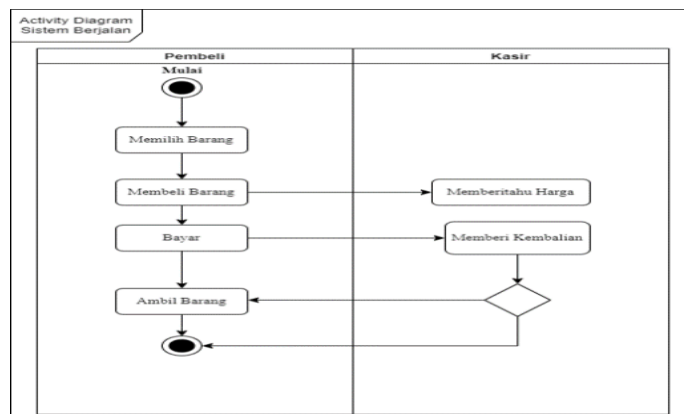 Activity Diagram
Sistem Berjalan
Pembeli
Kasir
Mulai
Memilih Barang
Membeli Barang
Memberitahu Harga
Bayar
Memberi Kembalian
Ambil Barang